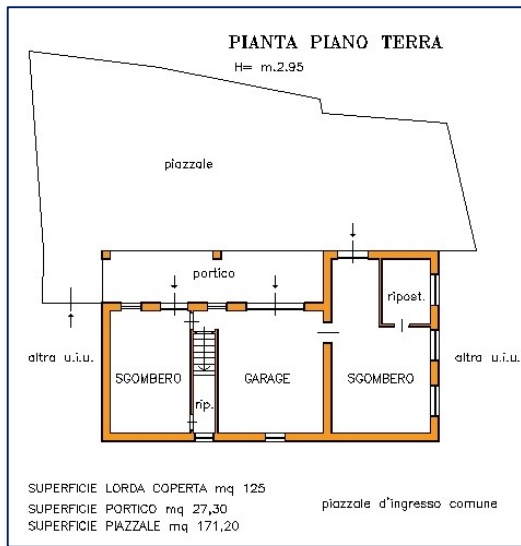 PIANTA PIANO TERRA
H= m.2.95
piazzale
portico
ripost.
altra u.i.u.
altra u.i.u.
SGOMBERO
GARAGE
SGOMBERO
rip.
SUPERFICIE LORDA COPERTA mq 125
SUPERFICIE PORTICO mq 27,30
SUPERFICIE PIAZZALE mq 171,20
piazzale d'ingresso comune